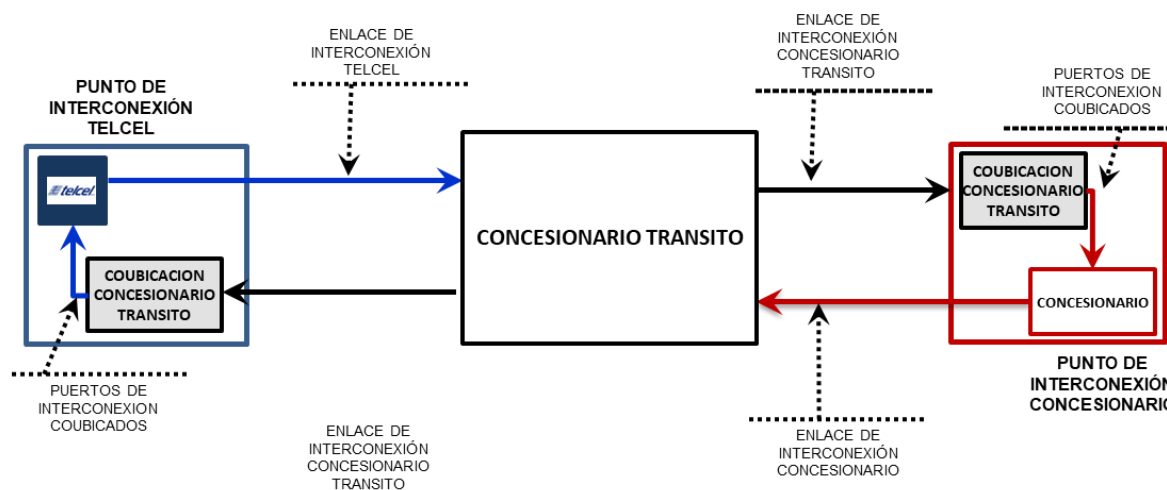 ENLACE DE
INTERCONEXIÓN
TELCEL
ENLACE DE
INTERCONEXIÓN
CONCESIONARIO
TRANSITO
PUERTOS DE
INTERCONEXION
COUBICADOS
PUNTO DE
INTERCONEXIÓN
TELCEL
telcel
COUBICACION
CONCESIONARIO
TRANSITO
CONCESIONARIO TRANSITO
COUBICACION
CONCESIONARIO
TRANSITO
CONCESIONARIO
PUERTOS DE
INTERCONEXION
COUBICADOS
ENLACE DE
INTERCONEXIÓN
CONCESIONARIO
TRANSITO
ENLACE DE
INTERCONEXIÓN
CONCESIONARIO
PUNTO DE
INTERCONEXIÓN
CONCESIONARIO